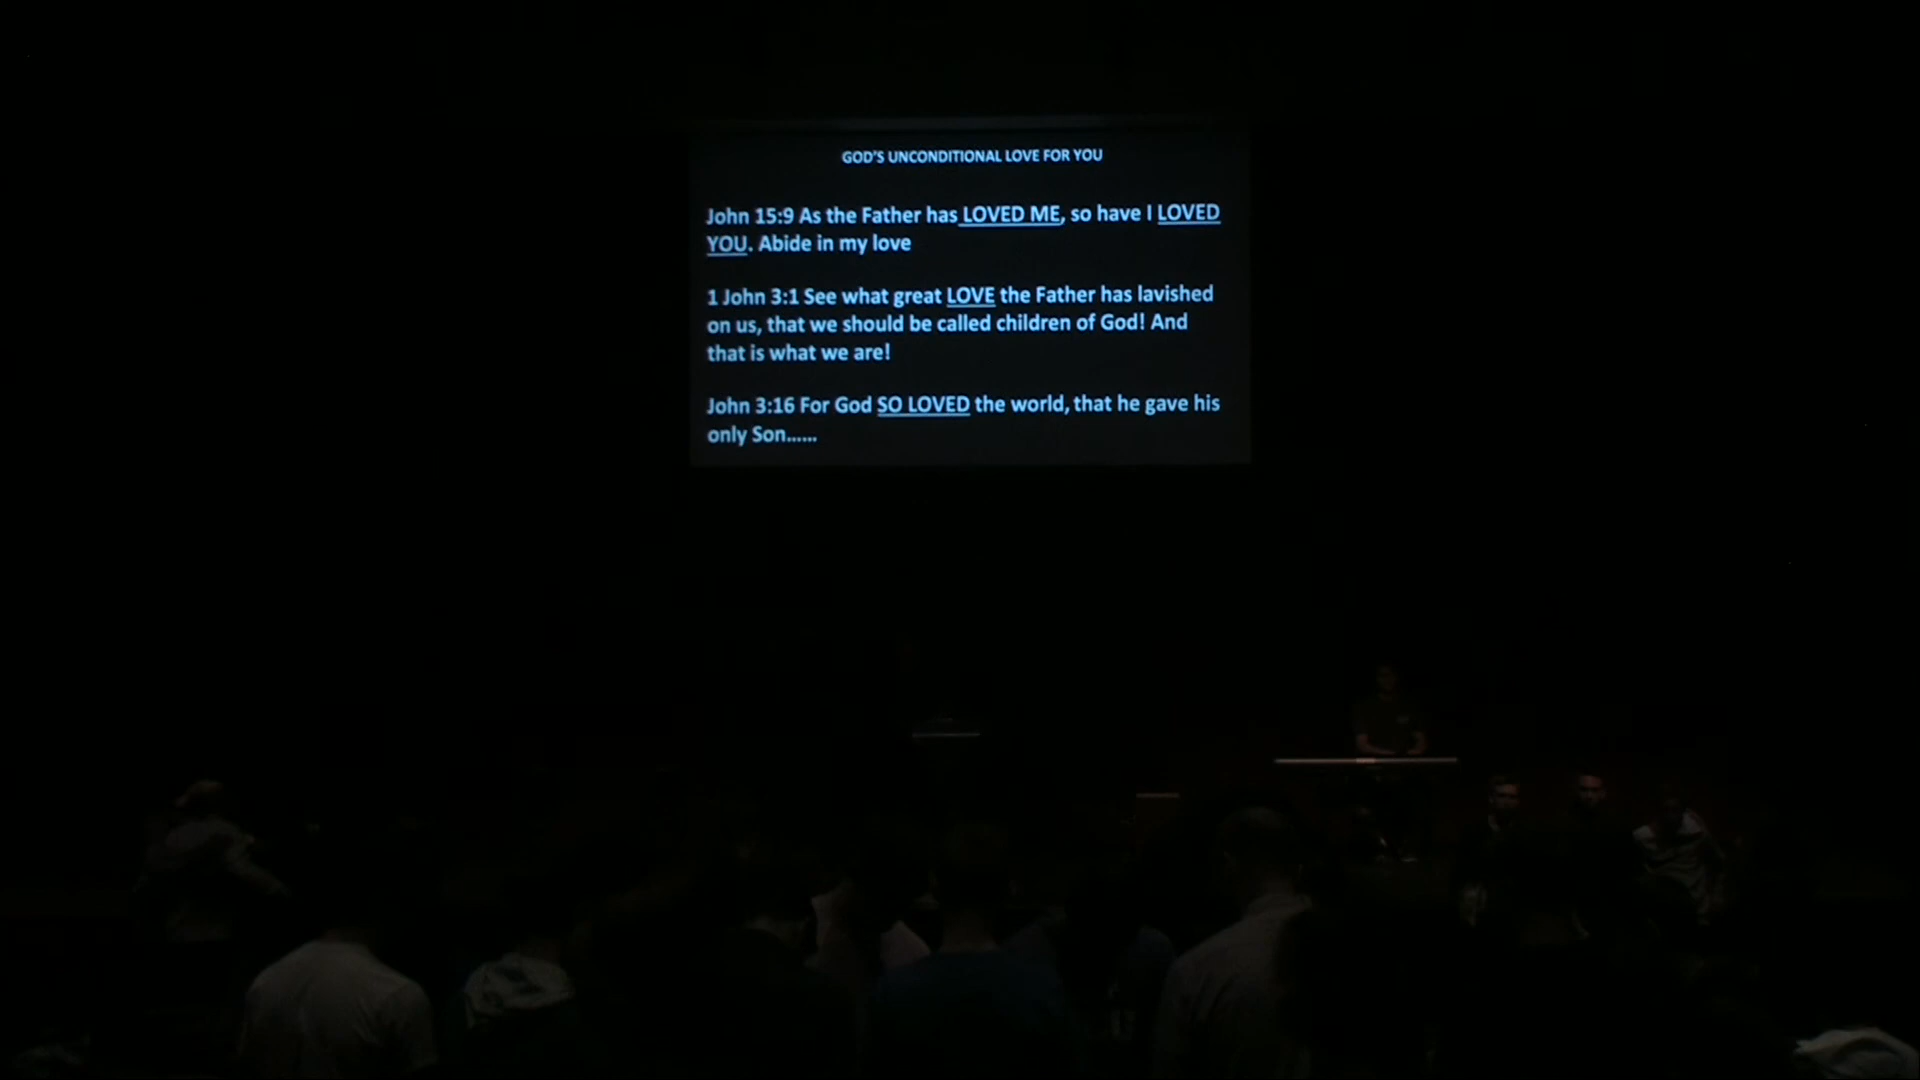 GOD'S UNCONDITIONAL LOVE FOR YOU
John 15:9 As the Father has LOVED ME, so have I LOVED
YOU. Abide in my love
1 John 3:1 See what great LOVE the Father has lavished
on us, that we should be called children of God! And
that is what we are!
John 3:16 For God SO LOVED the world, that he gave his
only Son......